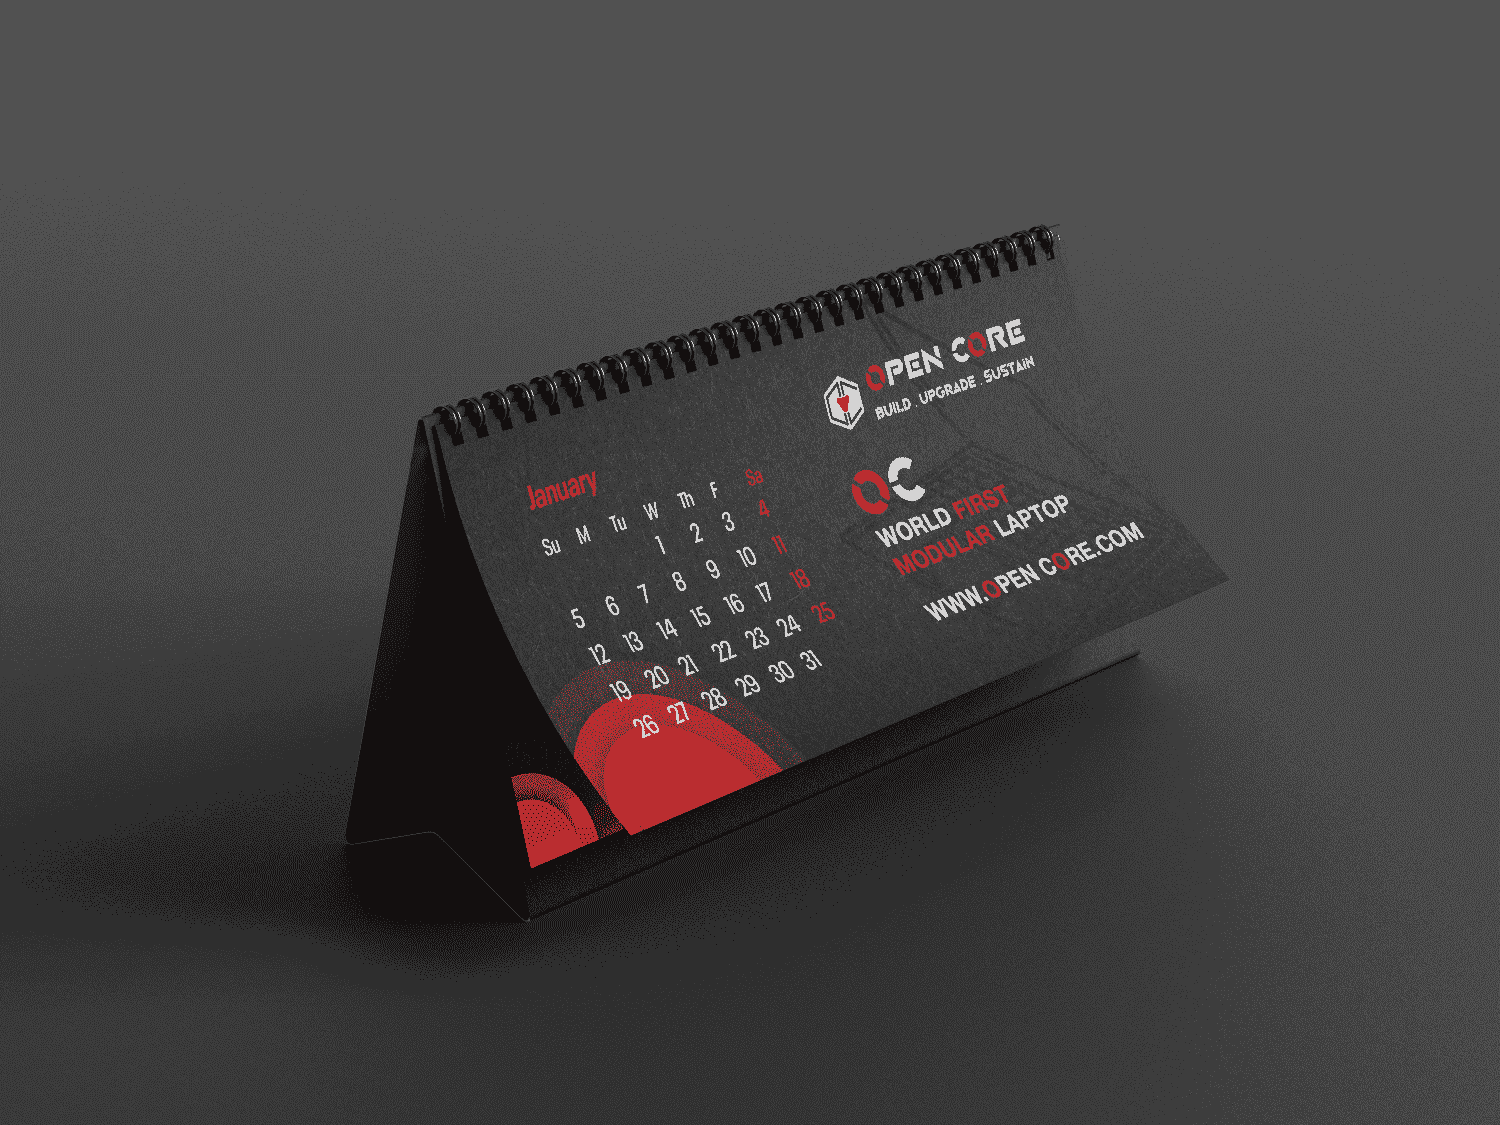 OPEN CORE
BUILD . UPGRADE . SUSTAIN
January
Su M Tu W Th F Sa
1 2 3 4
5 6 7 8 9 10 11
12 13 14 15 16 17 18
19 20 21 22 23 24 25
26 27 28 29 30 31
OC
WORLD FIRST
MODULAR LAPTOP
WWW.OPEN CORE.COM